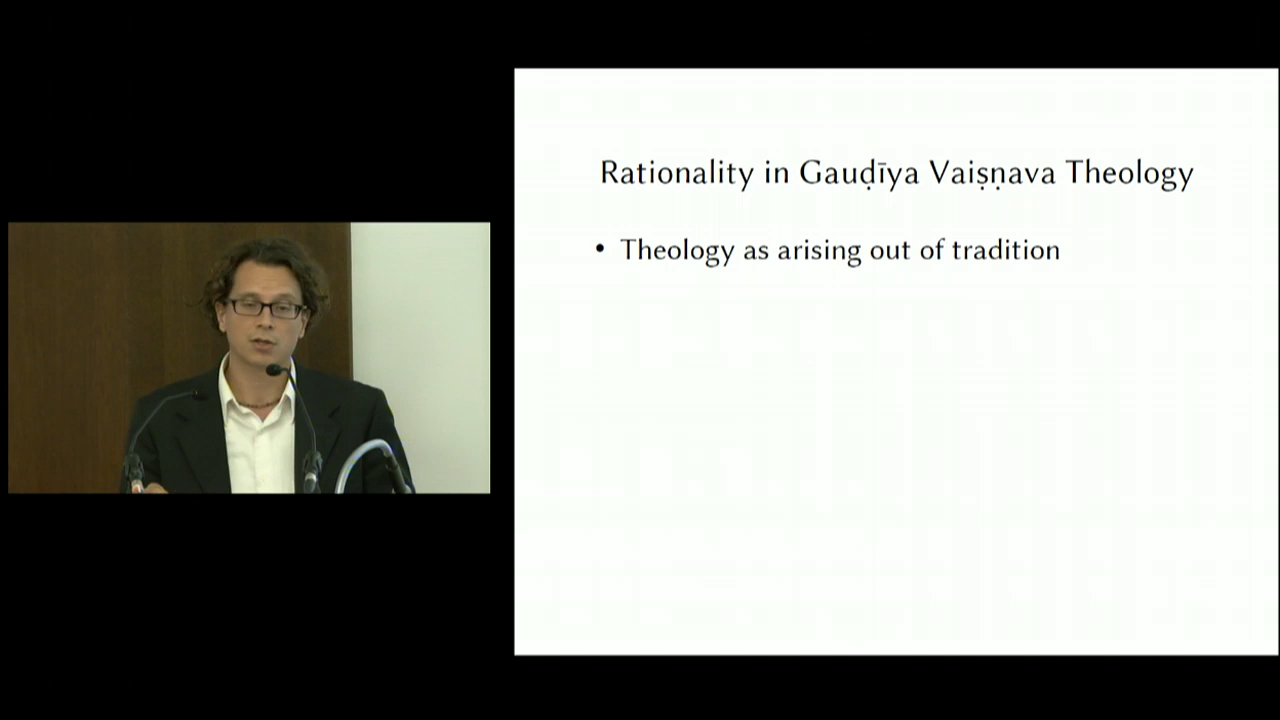 Rationality in Gauḍīya Vaiṣṇava Theology
• Theology as arising out of tradition